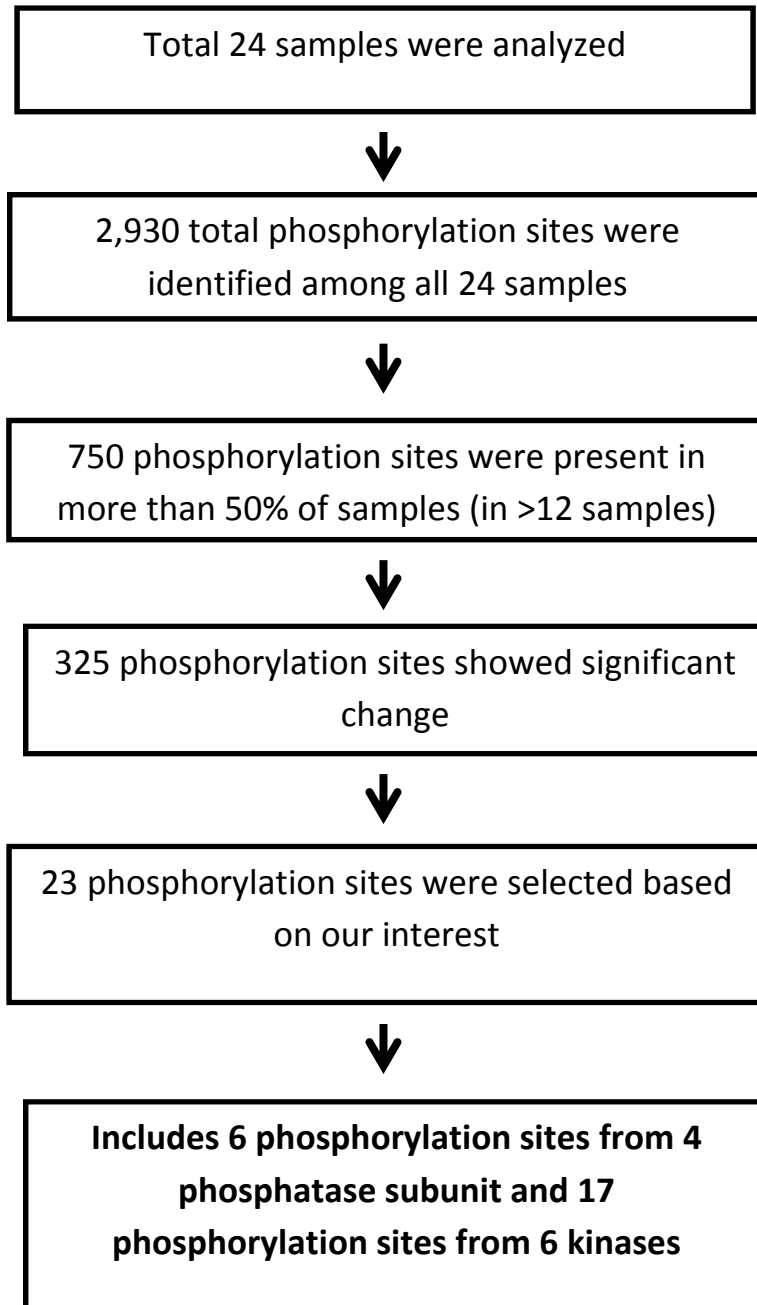 Total 24 samples were analyzed
2,930 total phosphorylation sites were
identified among all 24 samples
750 phosphorylation sites were present in
more than 50% of samples (in >12 samples)
325 phosphorylation sites showed significant
change
23 phosphorylation sites were selected based
on our interest
Includes 6 phosphorylation sites from 4
phosphatase subunit and 17
phosphorylation sites from 6 kinases